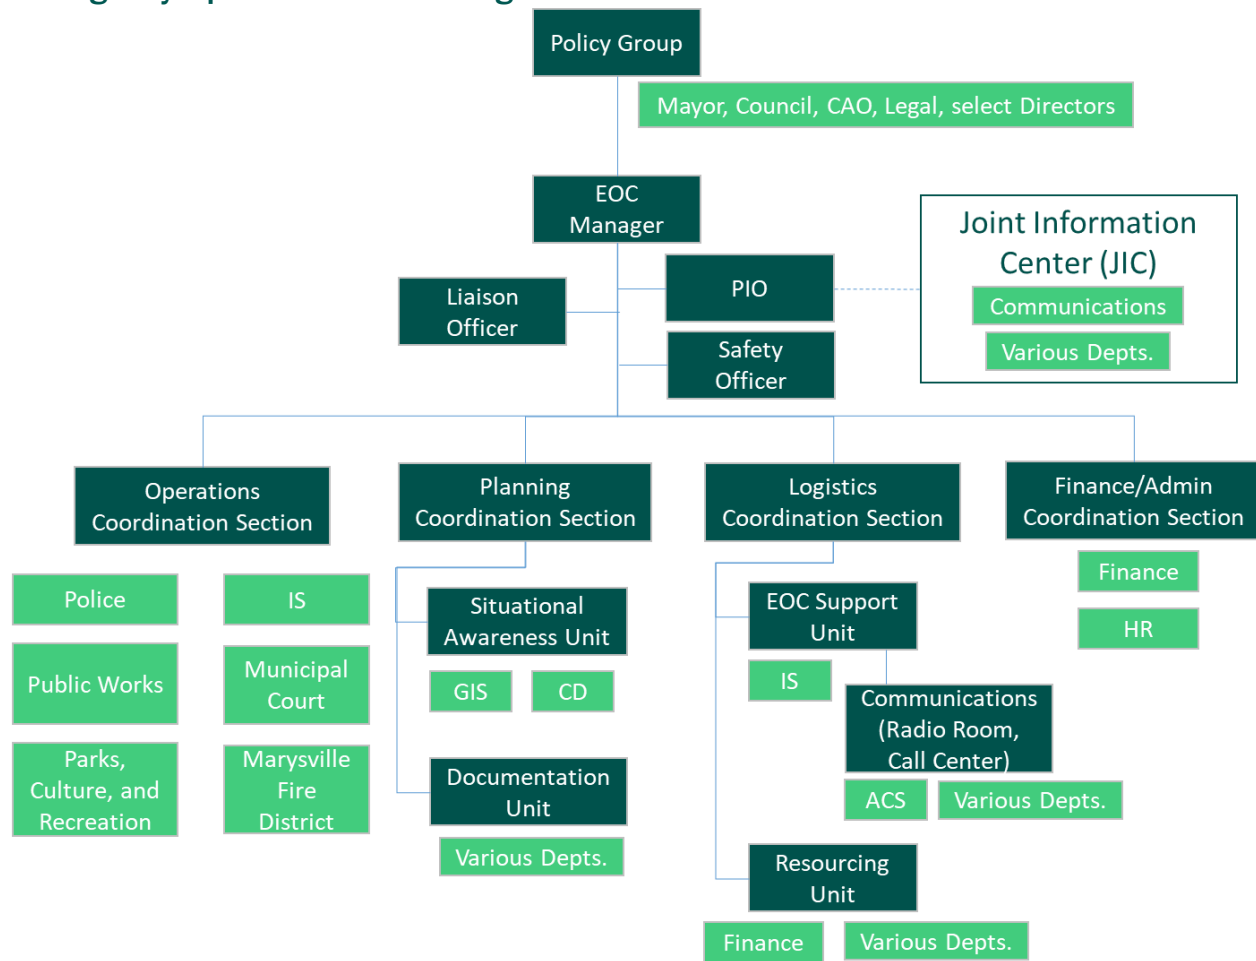 Policy Group
Mayor, Council, CAO, Legal, select Directors
EOC
Manager
Joint Information
Center (JIC)
Communications
Various Depts.
Liaison
Officer
PIO
Safety
Officer
Operations
Coordination Section
Planning
Coordination Section
Logistics
Coordination Section
Finance/Admin
Coordination Section
Police
IS
Public Works
Municipal
Court
Parks,
Culture, and
Recreation
Marysville
Fire
District
Situational
Awareness Unit
GIS
CD
Documentation
Unit
Various Depts.
EOC Support
Unit
IS
Communications
(Radio Room,
Call Center)
ACS
Various Depts.
Resourcing
Unit
Finance
Various Depts.
Finance
HR